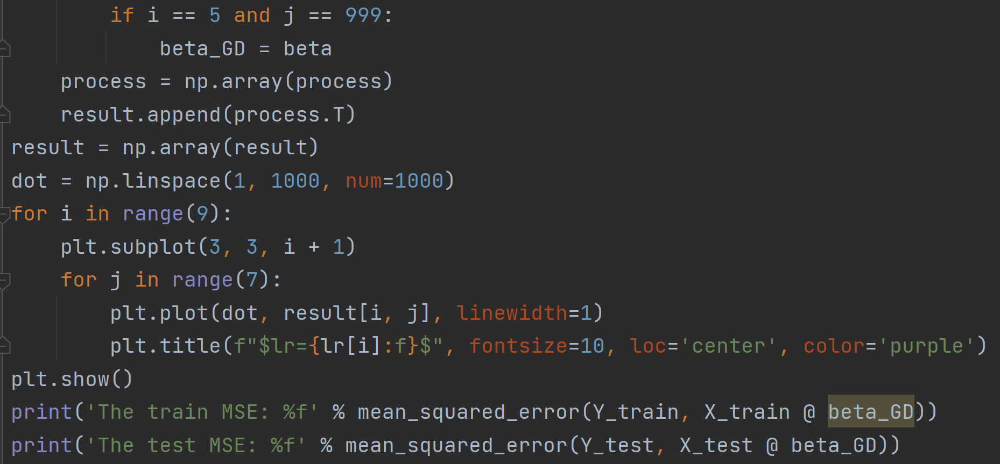 if i == 5 and j == 999:
            beta_GD = beta
    process = np.array(process)
    result.append(process.T)
result = np.array(result)
dot = np.linspace(1, 1000, num=1000)
for i in range(9):
    plt.subplot(3, 3, i + 1)
    for j in range(7):
        plt.plot(dot, result[i, j], linewidth=1)
        plt.title(f"$lr={lr[i]:f}$", fontsize=10, loc='center', color='purple')
plt.show()
print('The train MSE: %f' % mean_squared_error(Y_train, X_train @ beta_GD))
print('The test MSE: %f' % mean_squared_error(Y_test, X_test @ beta_GD))